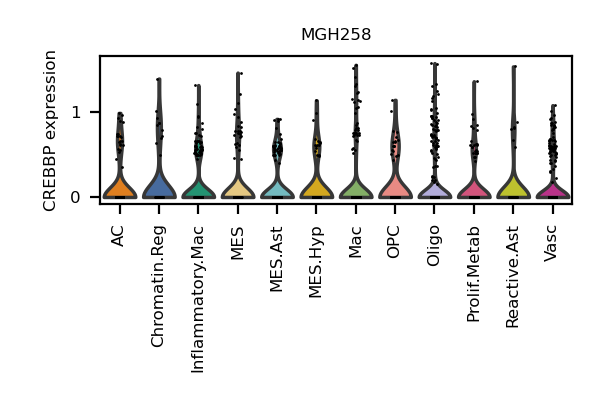 MGH258
CREBBP expression
1
0
AC
Chromatin.Reg
Inflammatory.Mac
MES
MES.Ast
MES.Hyp
Mac
OPC
Oligo
Prolif.Metab
Reactive.Ast
Vasc